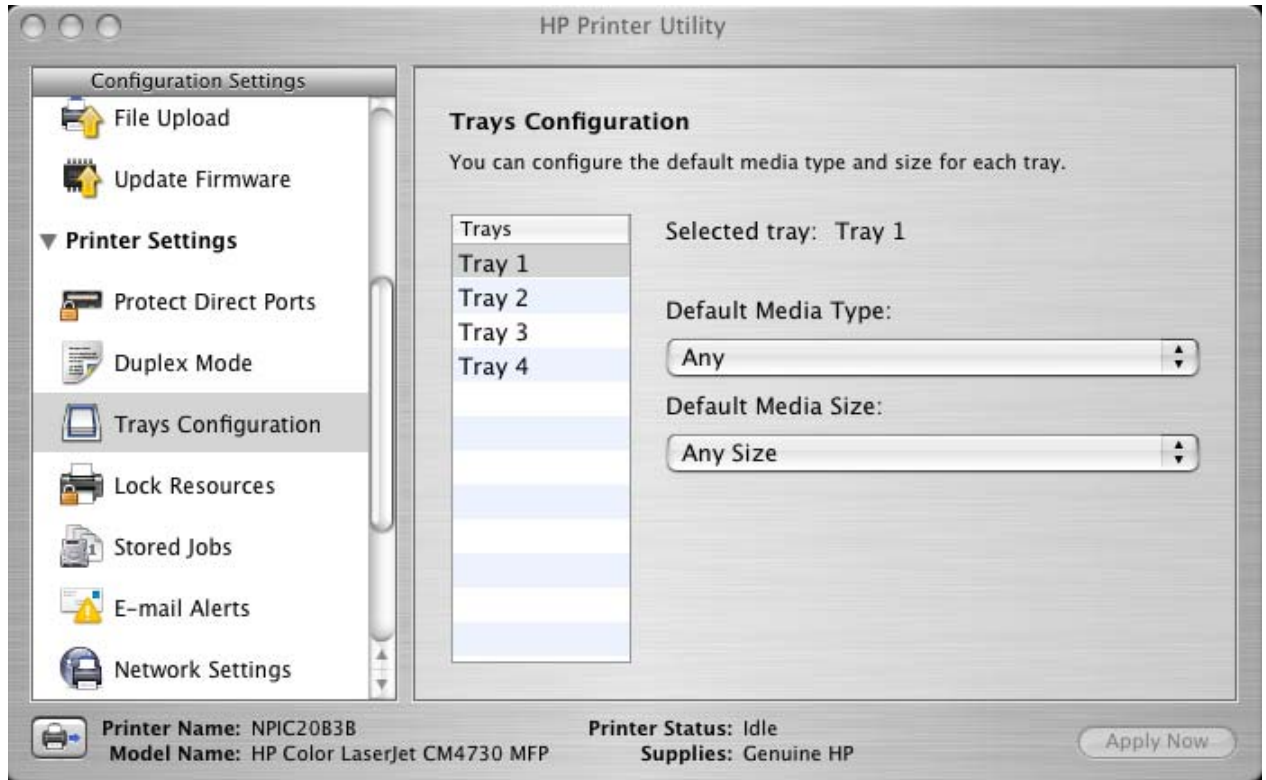 HP Printer Utility
Configuration Settings
File Upload
Update Firmware
Printer Settings
Protect Direct Ports
Duplex Mode
Trays Configuration
Lock Resources
Stored Jobs
E-mail Alerts
Network Settings
Trays Configuration
You can configure the default media type and size for each tray.
Trays
Tray 1
Tray 2
Tray 3
Tray 4
Selected tray: Tray 1
Default Media Type:
Any
Default Media Size:
Any Size
Printer Name: NPIC20B3B
Model Name: HP Color LaserJet CM4730 MFP
Printer Status: Idle
Supplies: Genuine HP
Apply Now